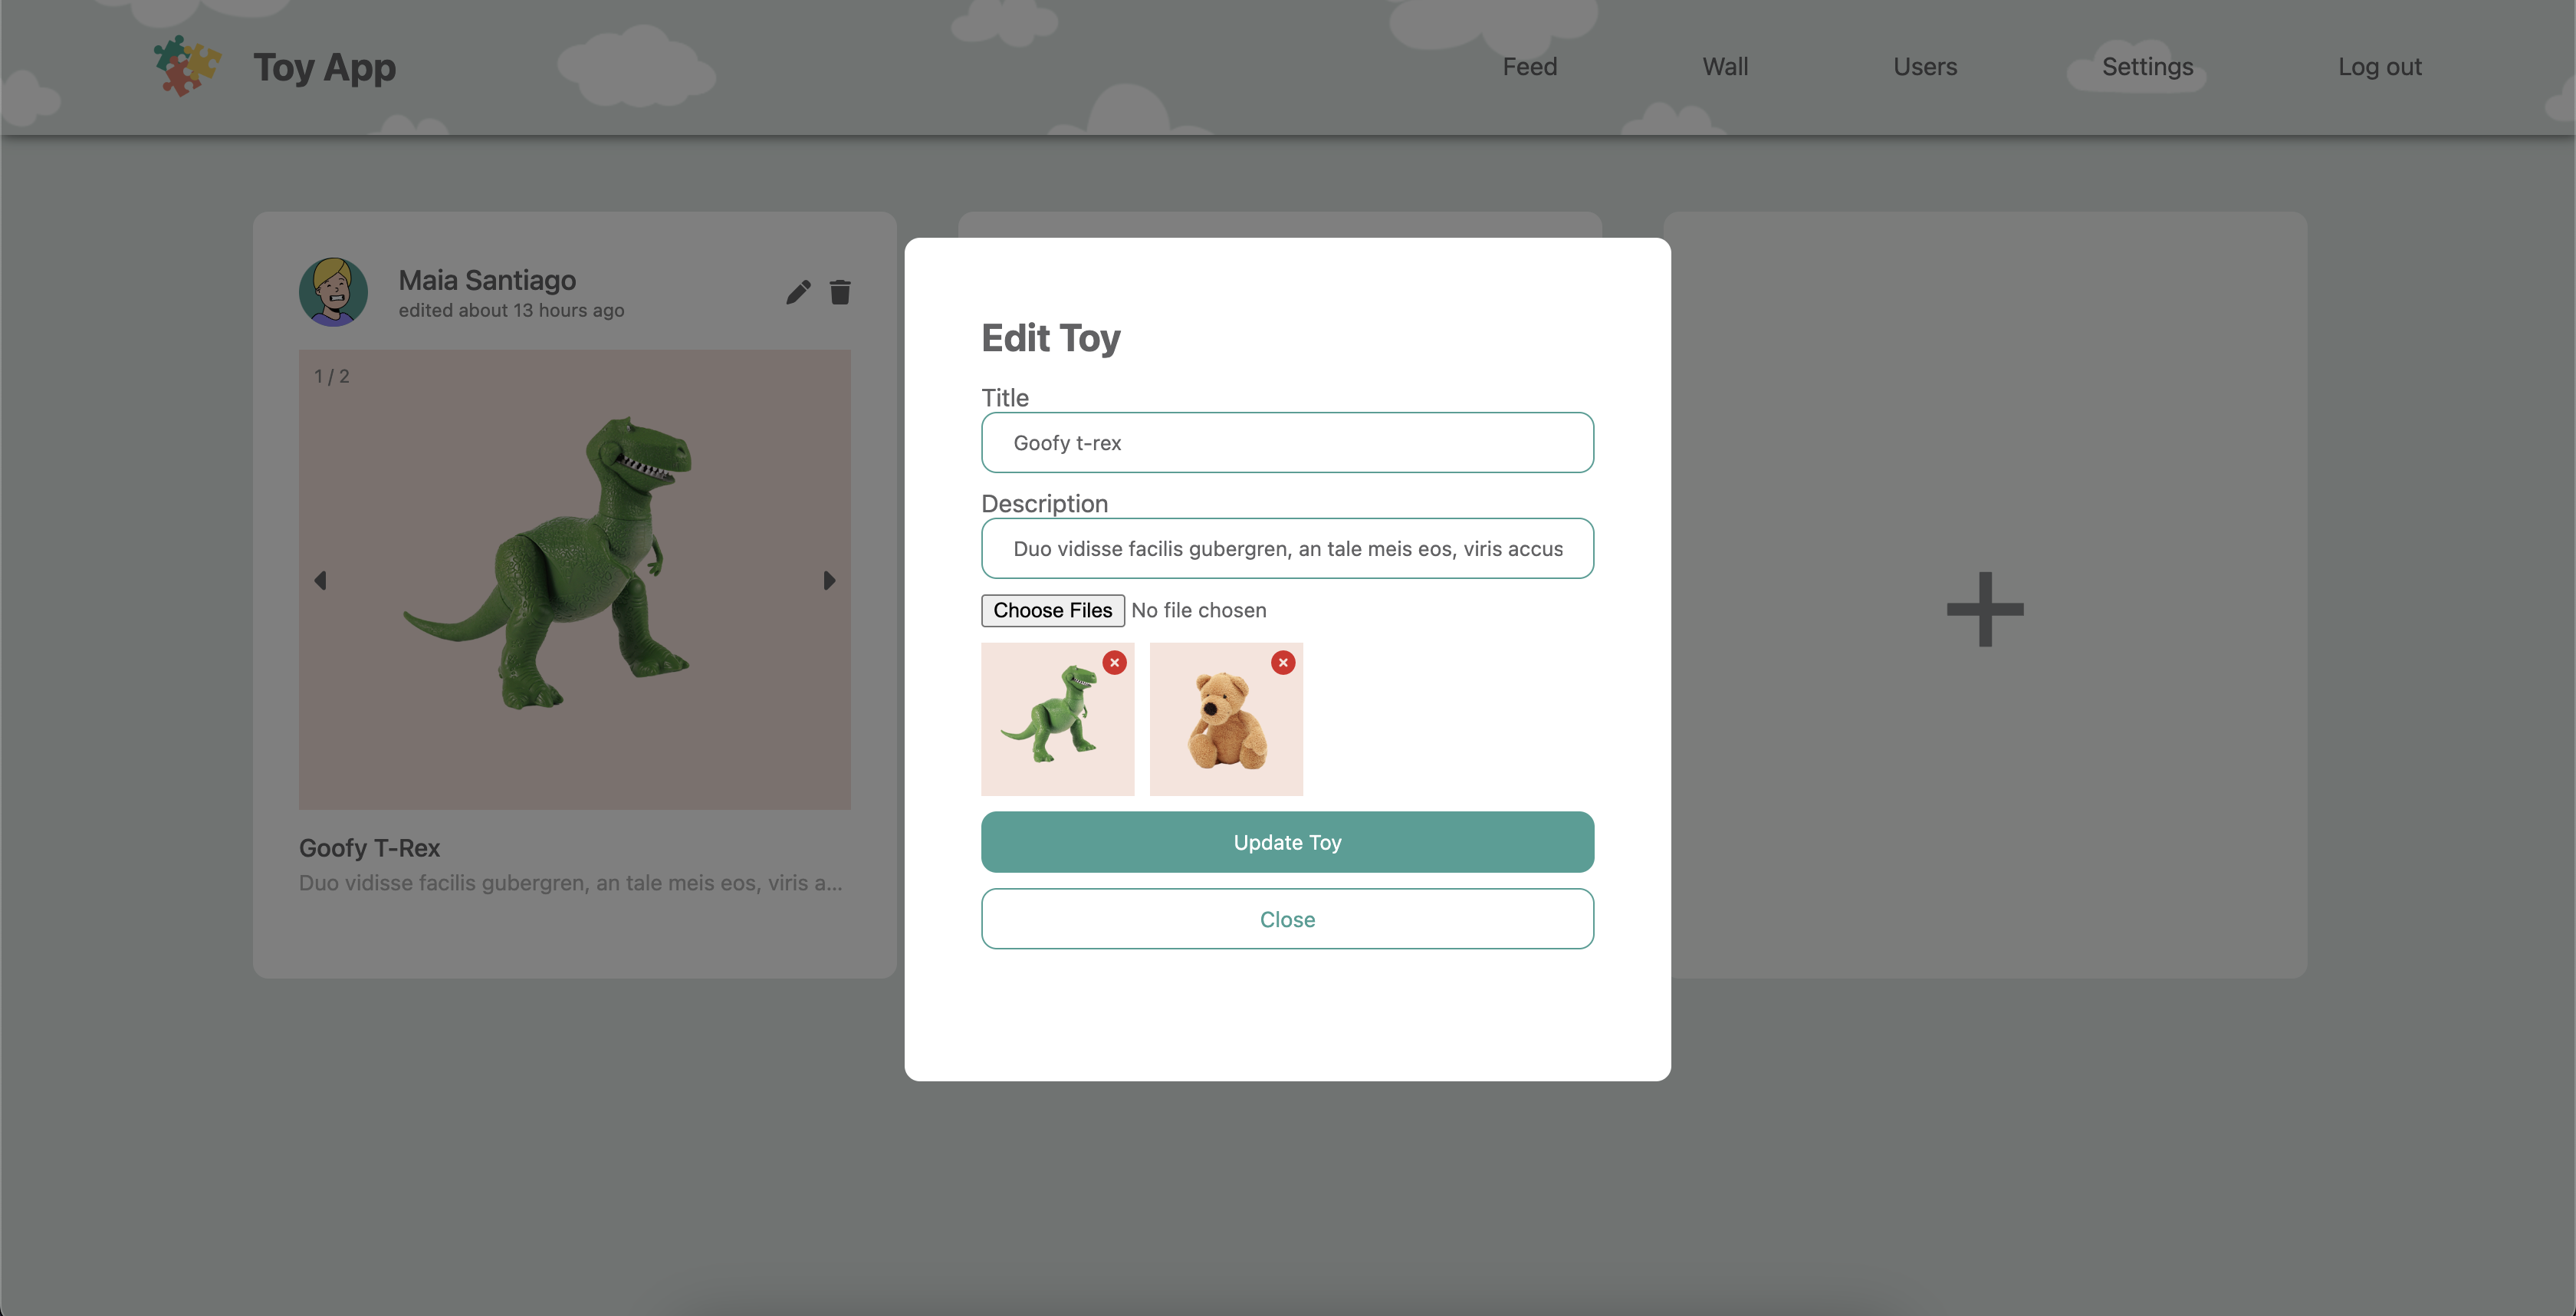 Toy App
Feed
Wall
Users
Settings
Log out
Maia Santiago
edited about 13 hours ago
1 / 2
Goofy T-Rex
Duo vidisse facilis gubergren, an tale meis eos, viris a...
Edit Toy
Title
Goofy t-rex
Description
Duo vidisse facilis gubergren, an tale meis eos, viris accus
Choose Files No file chosen
Update Toy
Close